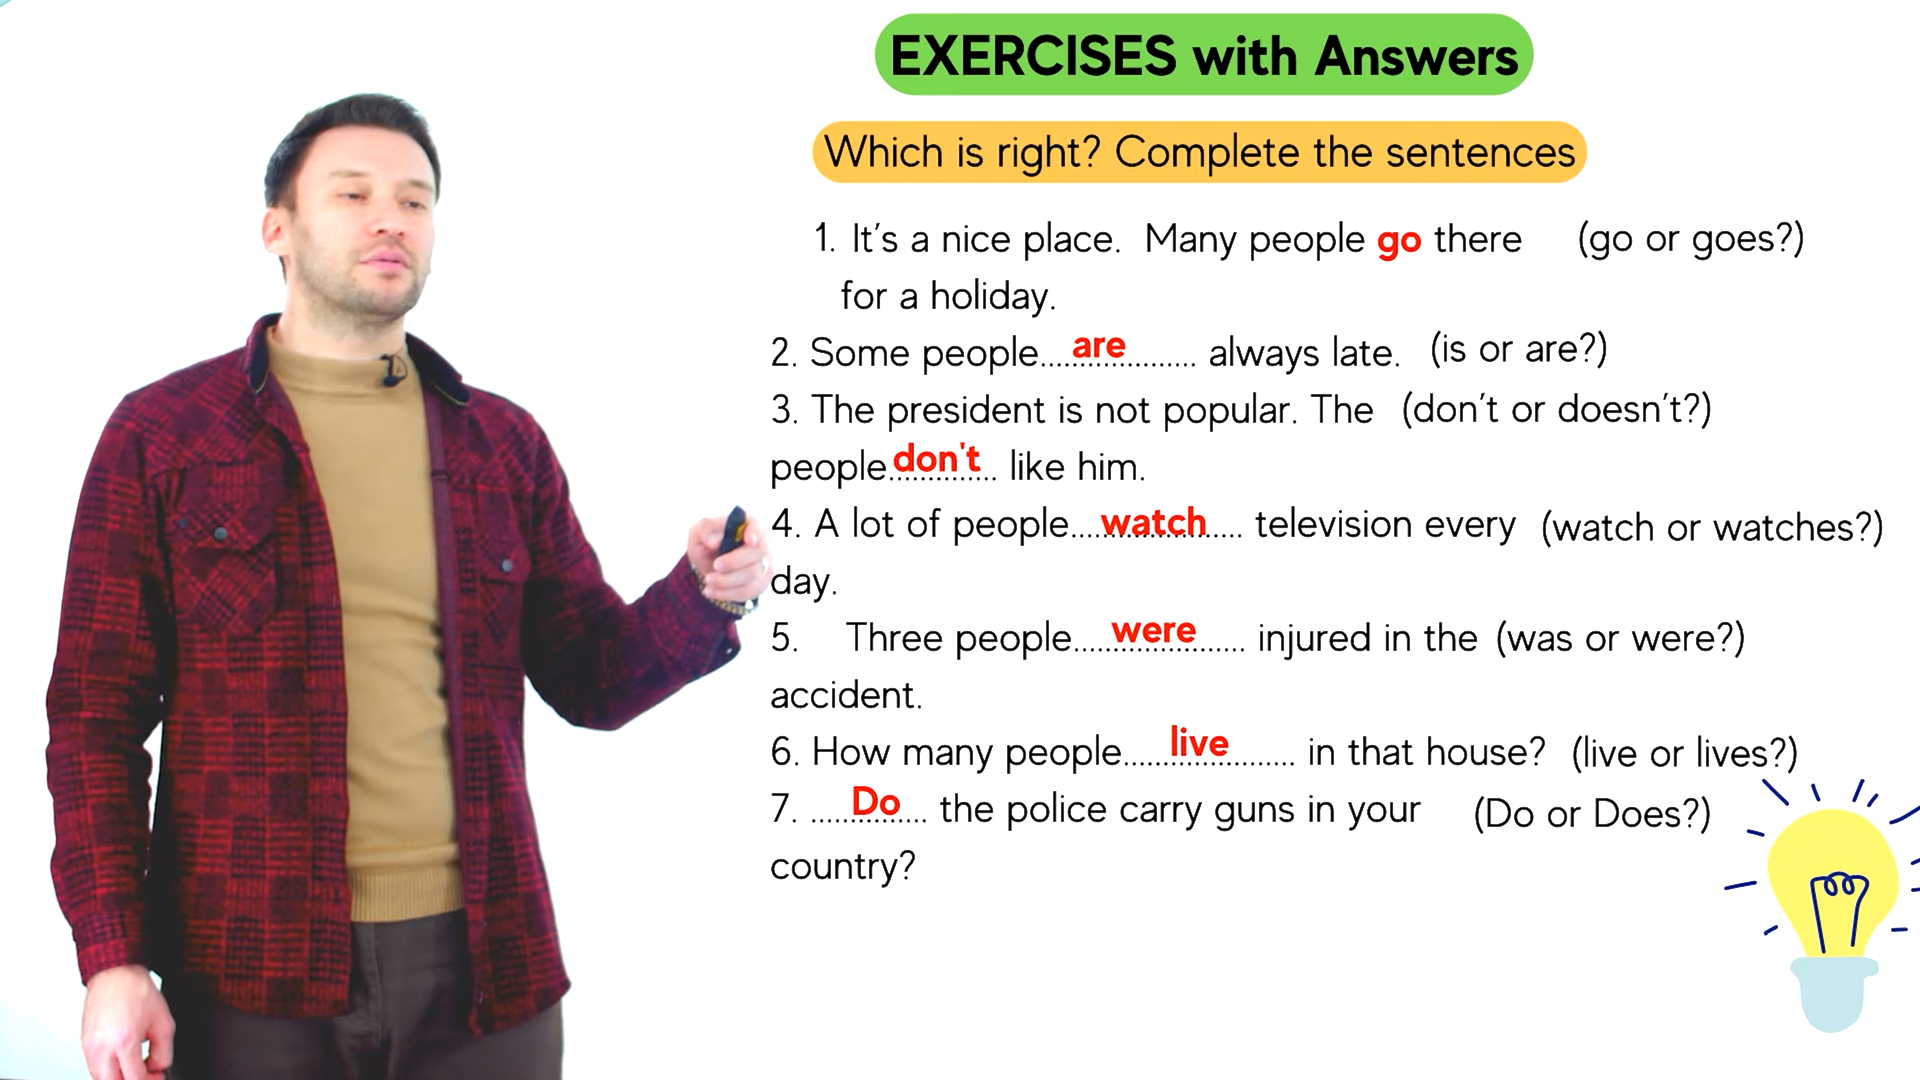 EXERCISES with Answers
Which is right? Complete the sentences
1. It's a nice place. Many people go there (go or goes?)
for a holiday.
2. Some people....are.... always late. (is or are?)
3. The president is not popular. The (don't or doesn't?)
people.don't. like him.
4. A lot of people...watch.... television every (watch or watches?)
day.
5. Three people....were.... injured in the (was or were?)
accident.
6. How many people....live.... in that house? (live or lives?)
7. ....Do... the police carry guns in your (Do or Does?)
country?